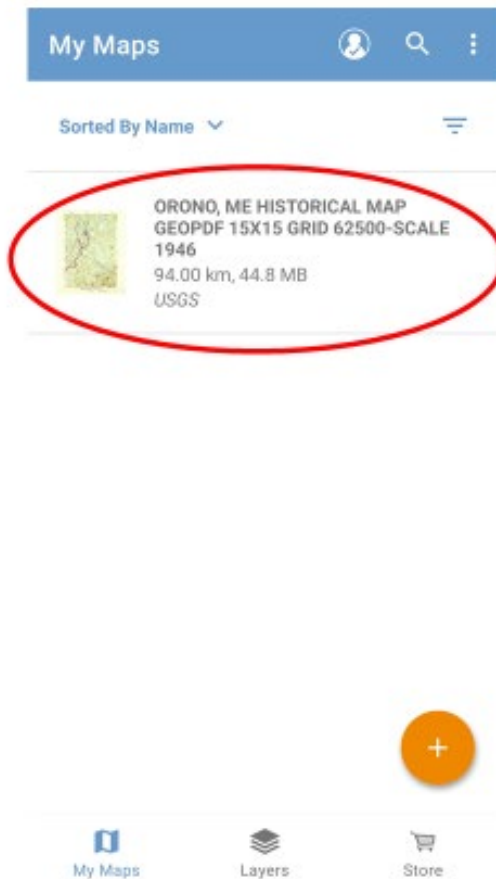 My Maps
Sorted By Name
ORONO, ME HISTORICAL MAP
GEOPDF 15X15 GRID 62500-SCALE
1946
94.00 km, 44.8 MB
USGS
My Maps
Layers
Store